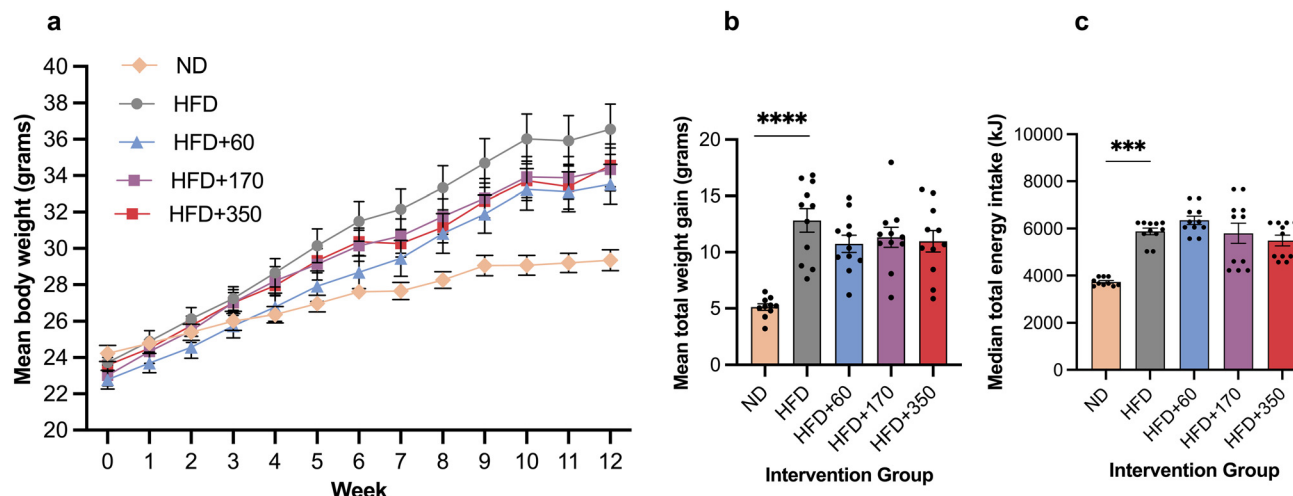 a
Mean body weight (grams)
40
38
36
34
32
30
28
26
24
22
20
ND
HFD
HFD+60
HFD+170
HFD+350
0 1 2 3 4 5 6 7 8 9 10 11 12
Week
b
Mean total weight gain (grams)
20
15
10
5
0
****
ND
HFD
HFD+60
HFD+170
HFD+350
Intervention Group
c
Median total energy intake (kJ)
10000
8000
6000
4000
2000
0
***
ND
HFD
HFD+60
HFD+170
HFD+350
Intervention Group